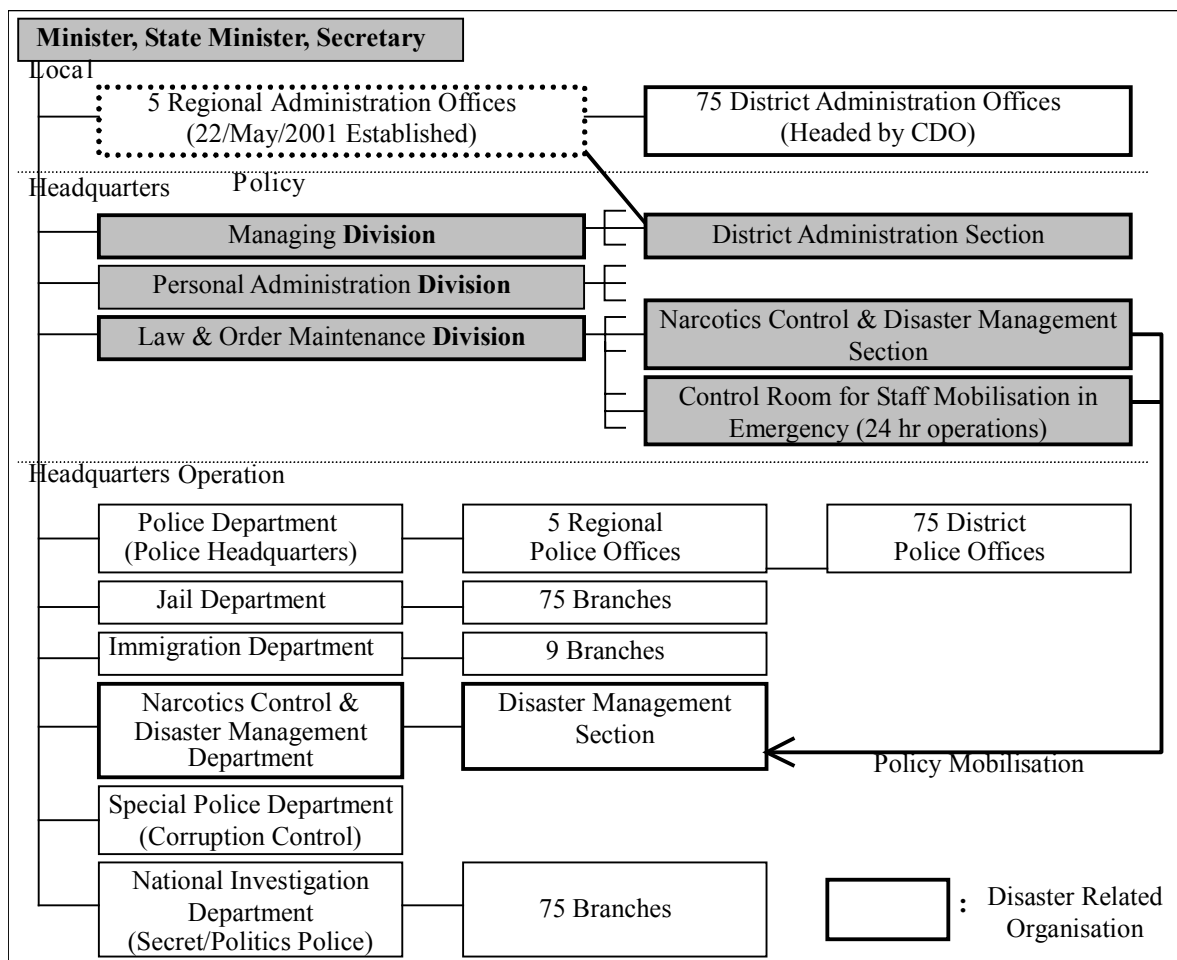 Minister, State Minister, Secretary
Local
5 Regional Administration Offices
(22/May/2001 Established)
75 District Administration Offices
(Headed by CDO)
Headquarters Policy
Managing Division
District Administration Section
Personal Administration Division
Law & Order Maintenance Division
Narcotics Control & Disaster Management
Section
Control Room for Staff Mobilisation in
Emergency (24 hr operations)
Headquarters Operation
Police Department
(Police Headquarters)
5 Regional
Police Offices
75 District
Police Offices
Jail Department
75 Branches
Immigration Department
9 Branches
Narcotics Control &
Disaster Management
Department
Disaster Management
Section
Policy Mobilisation
Special Police Department
(Corruption Control)
National Investigation
Department
(Secret/Politics Police)
75 Branches
: Disaster Related
Organisation